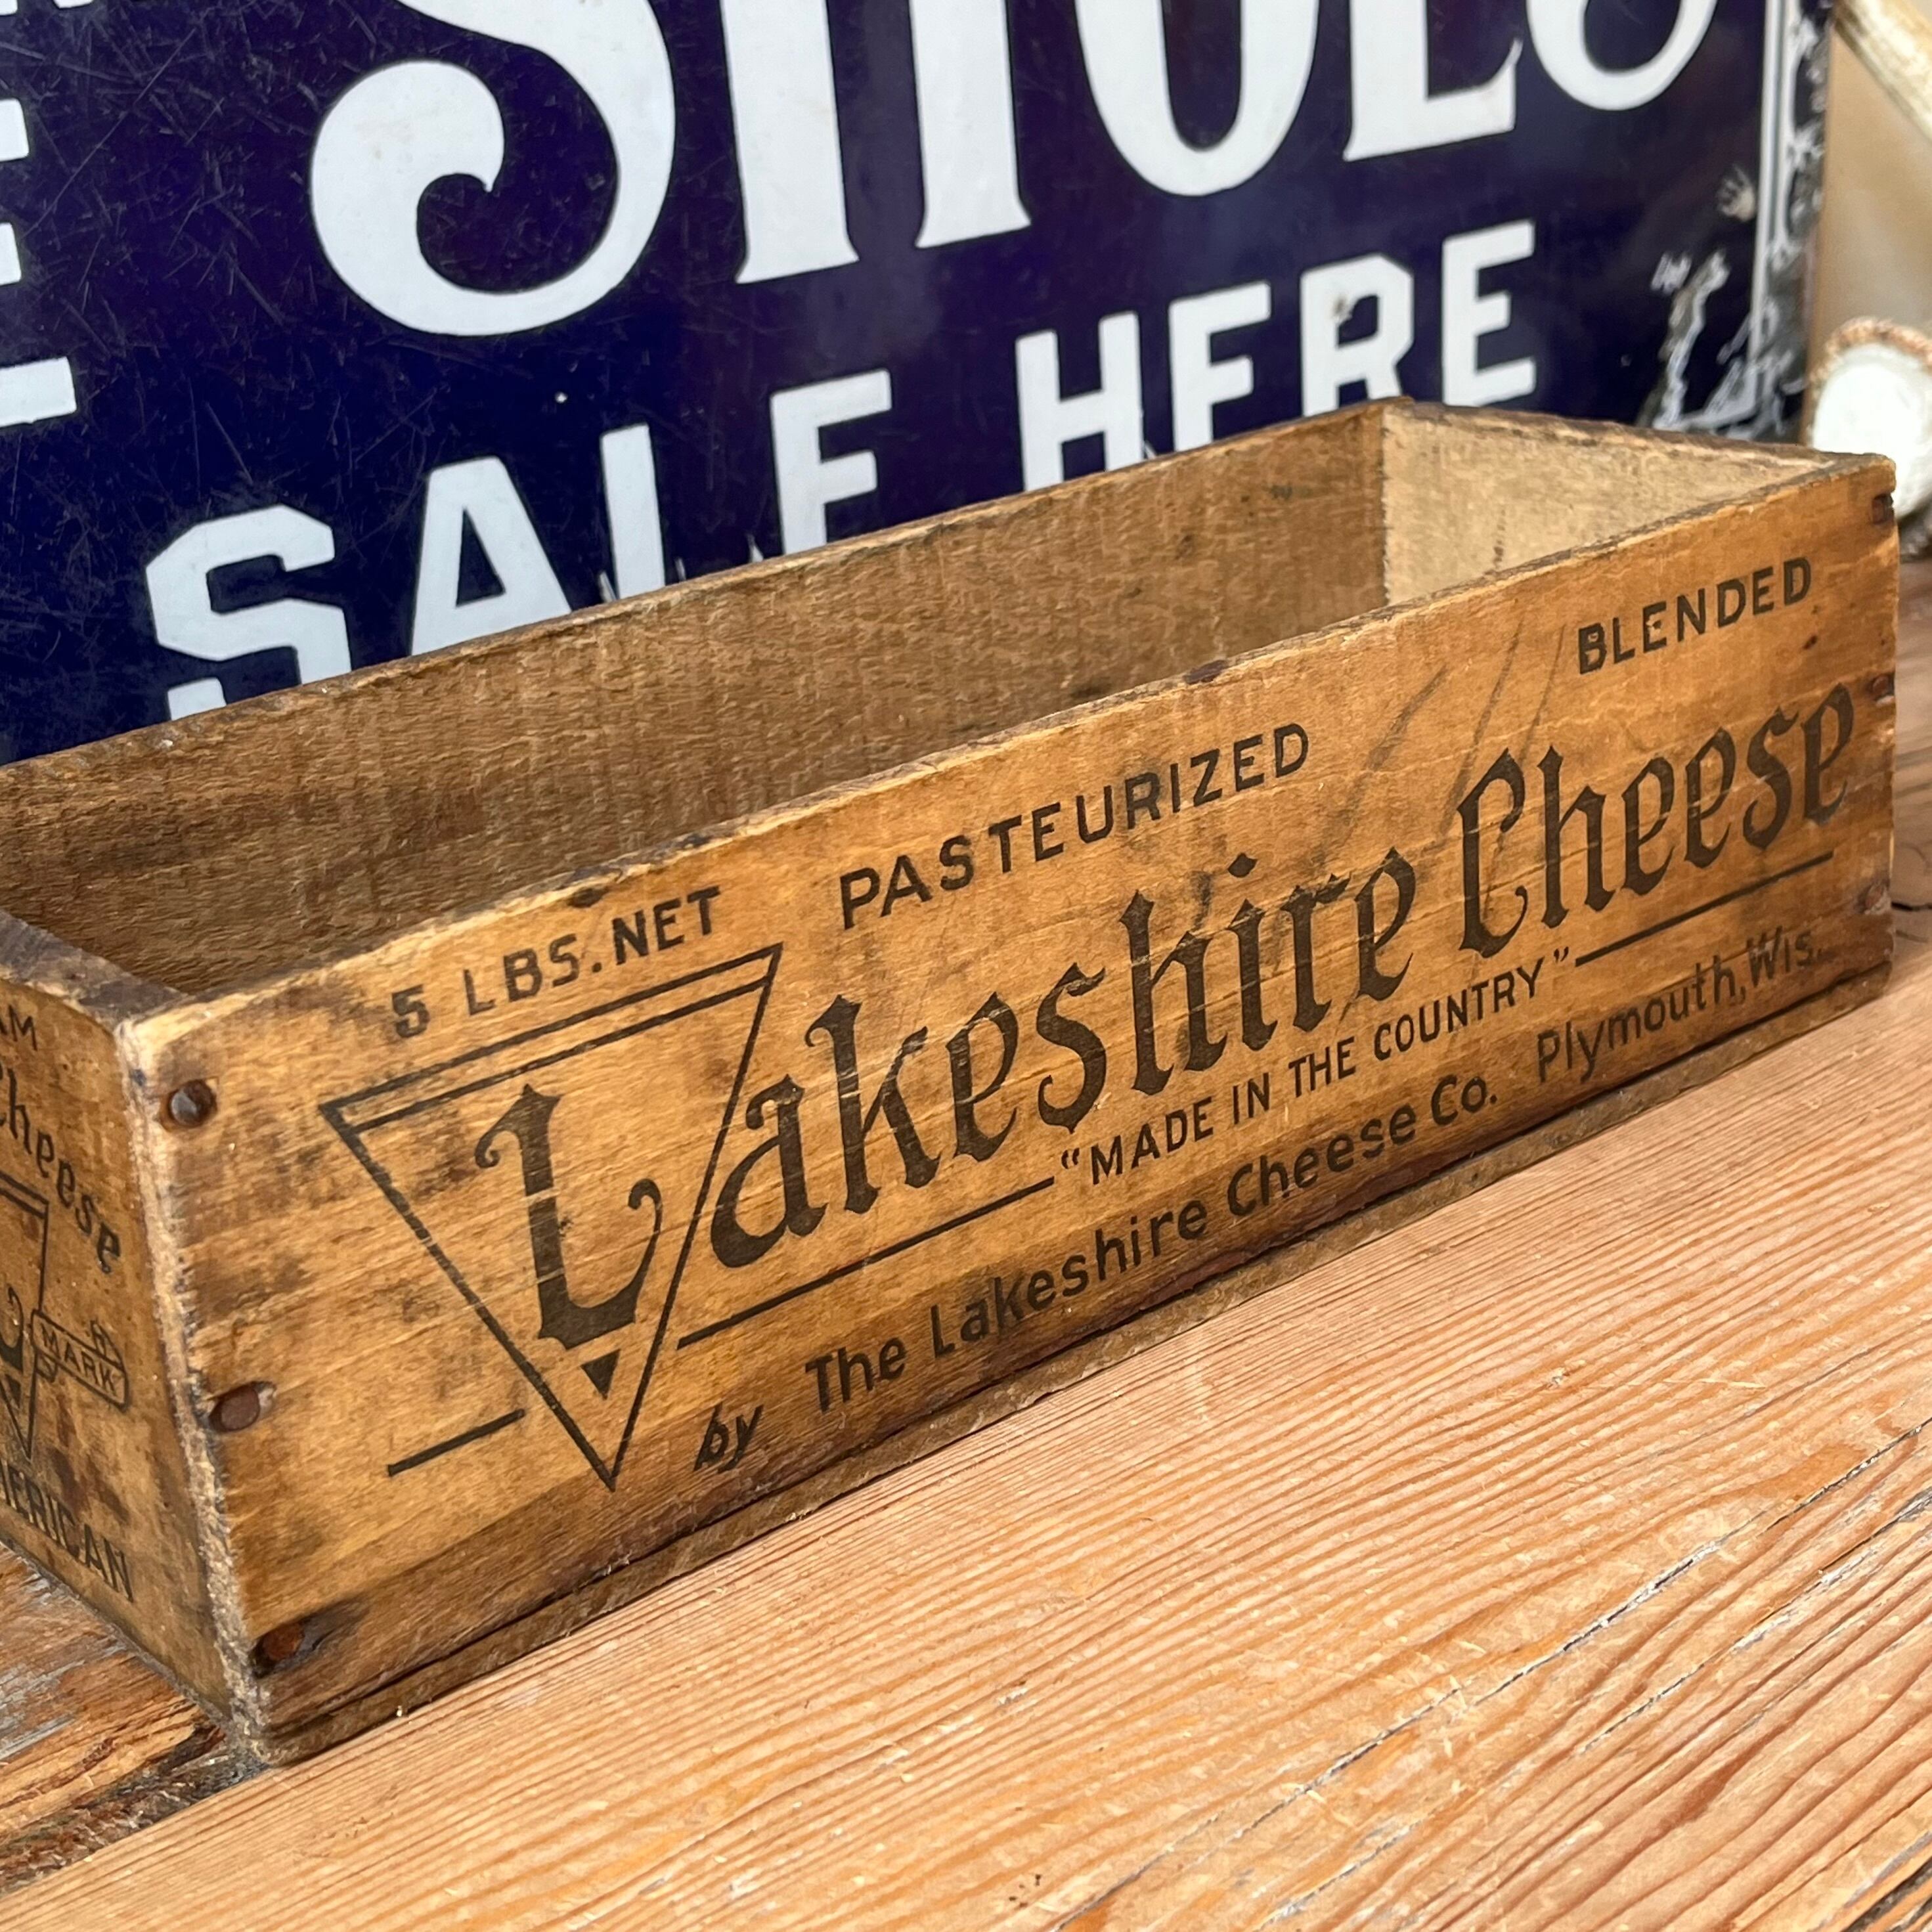 SHOES
SALE HERE
5 LBS. NET PASTEURIZED BLENDED
Lakeshire Cheese
"MADE IN THE COUNTRY"
by The Lakeshire Cheese Co. Plymouth, Wis.
Cheese
L
MARK
AMERICAN